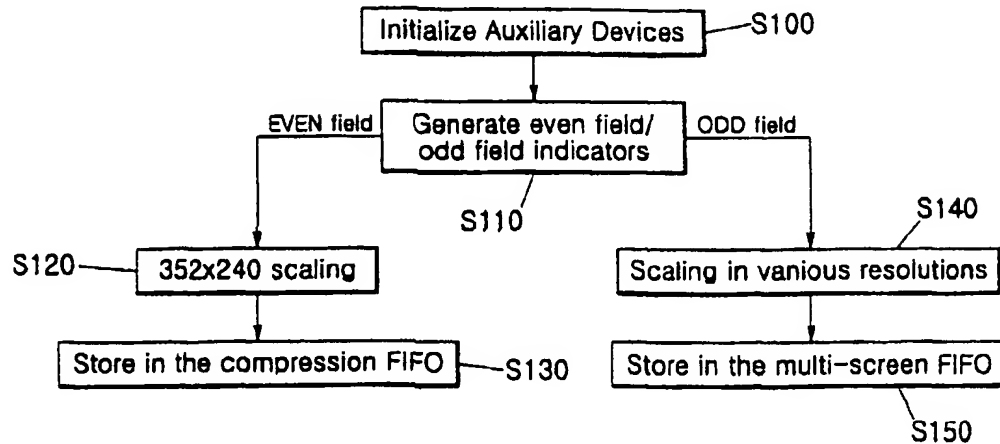 Initialize Auxiliary Devices
S100
EVEN field
Generate even field/
odd field indicators
ODD field
S110
S140
S120
352x240 scaling
Scaling in vanious resolutions
Store in the compression FIFO
S130
Store in the multi-screen FIFO
S150